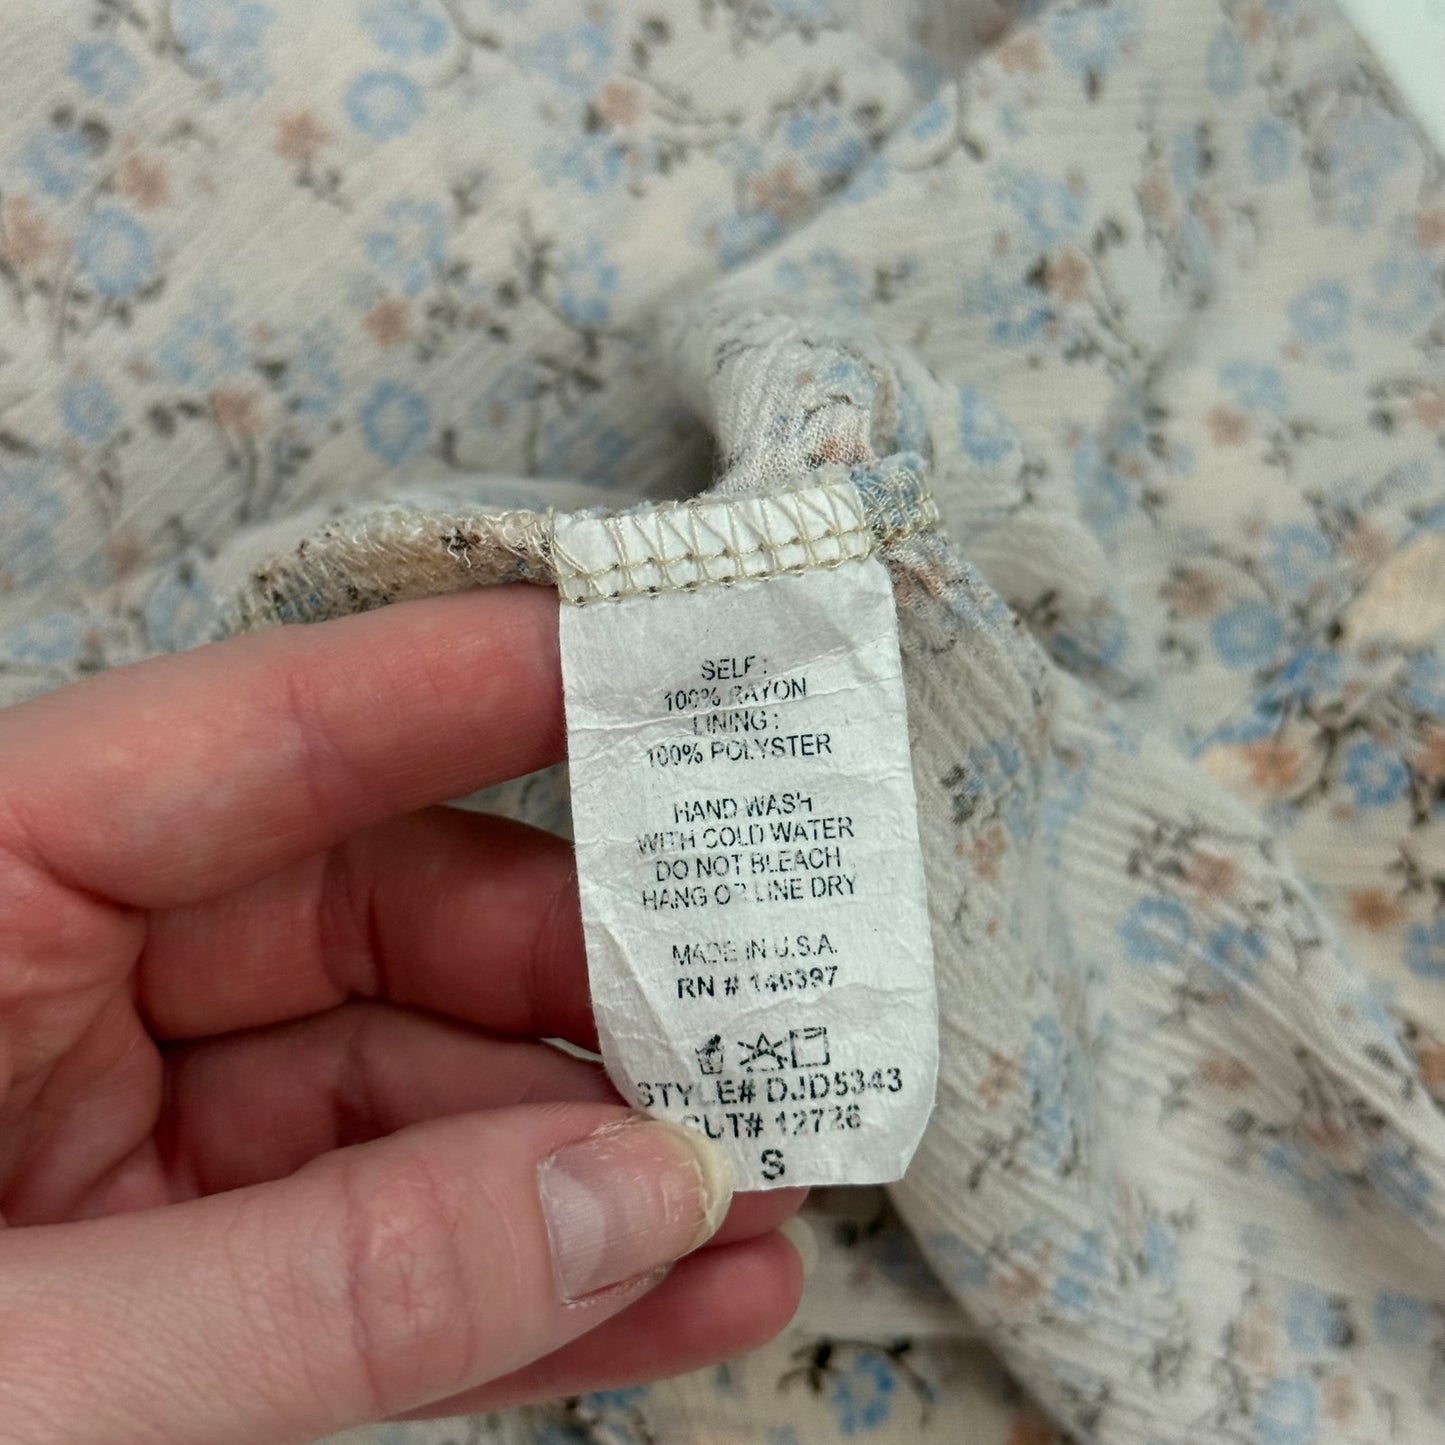 SELF:
100% RAYON
LINING:
100% POLYSTER
HAND WASH
WITH COLD WATER
DO NOT BLEACH
HANG OR LINE DRY
MADE IN U.S.A.
RN # 146397
STYLE# DJD5343
CUT# 12726
S